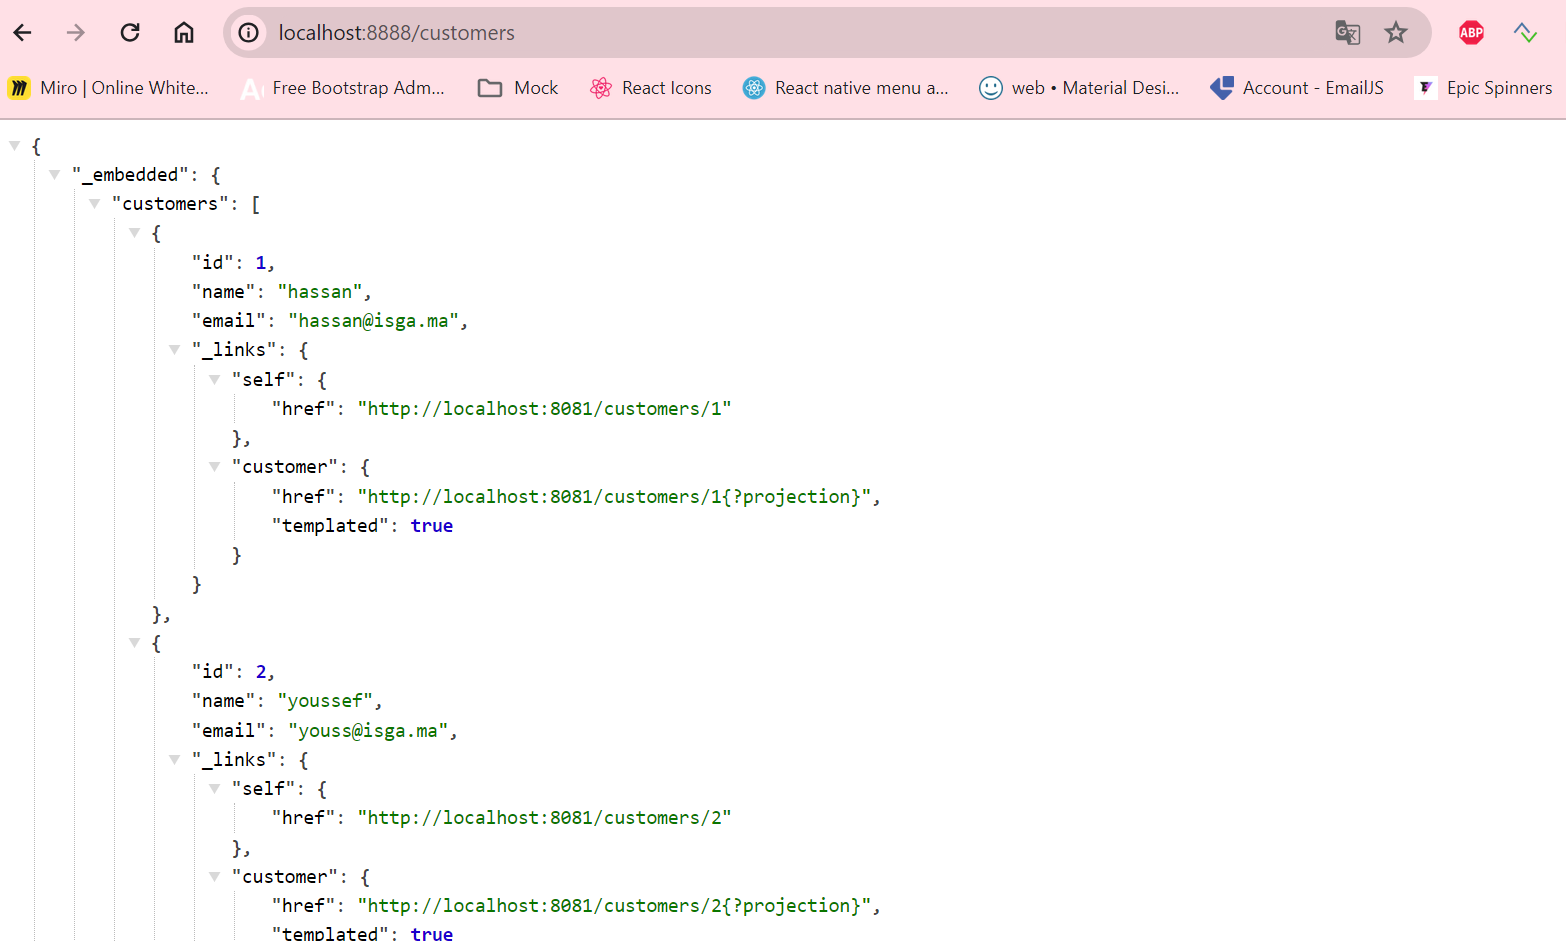 localhost:8888/customers
ABP
Miro | Online White... Free Bootstrap Adm... Mock React Icons React native menu a... web • Material Desi... Account - EmailJS Epic Spinners
{
"_embedded": {
"customers": [
{
"id": 1,
"name": "hassan",
"email": "hassan@isga.ma",
"_links": {
"self": {
"href": "http://localhost:8081/customers/1"
},
"customer": {
"href": "http://localhost:8081/customers/1{?projection}",
"templated": true
}
}
},
{
"id": 2,
"name": "youssef",
"email": "youss@isga.ma",
"_links": {
"self": {
"href": "http://localhost:8081/customers/2"
},
"customer": {
"href": "http://localhost:8081/customers/2{?projection}",
"templated": true